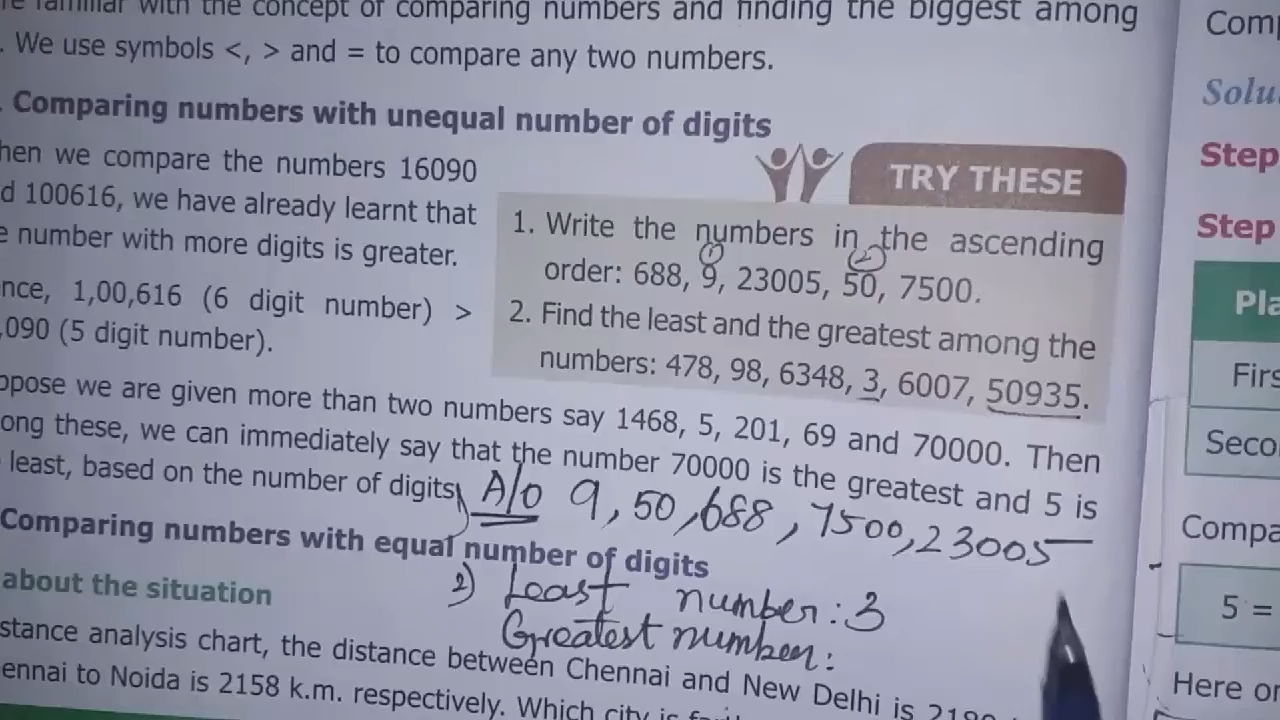 familiar with the concept of comparing numbers and finding the biggest among
. We use symbols <, > and = to compare any two numbers.
. Comparing numbers with unequal number of digits
hen we compare the numbers 16090
d 100616, we have already learnt that
e number with more digits is greater.
nce, 1,00,616 (6 digit number) >
,090 (5 digit number).
TRY THESE
1. Write the numbers in the ascending
order: 688, 9, 23005, 50, 7500.
1
2
2. Find the least and the greatest among the
numbers: 478, 98, 6348, 3, 6007, 50935.
ppose we are given more than two numbers say 1468, 5, 201, 69 and 70000. Then
ong these, we can immediately say that the number 70000 is the greatest and 5 is
least, based on the number of digits
1) A/O 9, 50, 688, 7500, 23005
Comparing numbers with equal number of digits
2) Least number: 3
Greatest number:
about the situation
stance analysis chart, the distance between Chennai and New Delhi is 2180
ennai to Noida is 2158 k.m. respectively. Which city is
Com
Solu
Step
Step
Pla
Firs
Seco
Compa
5 =
Here or